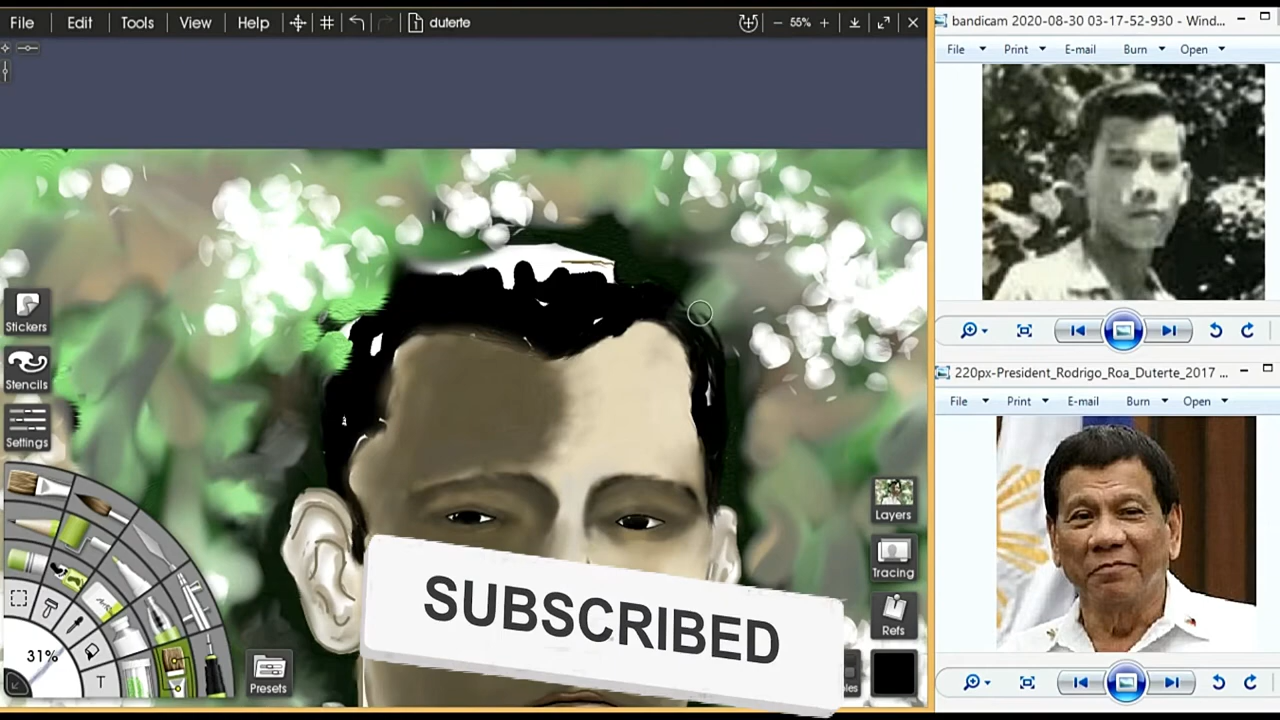 File Edit Tools View Help duterte 55%
bandicam 2020-08-30 03-17-52-930 - Wind...
File Print E-mail Burn Open
Stickers
Stencils
Settings
220px-President_Rodrigo_Roa_Duterte_2017 ...
File Print E-mail Burn Open
Layers
Tracing
Refs
SUBSCRIBED
31%
T
Presets